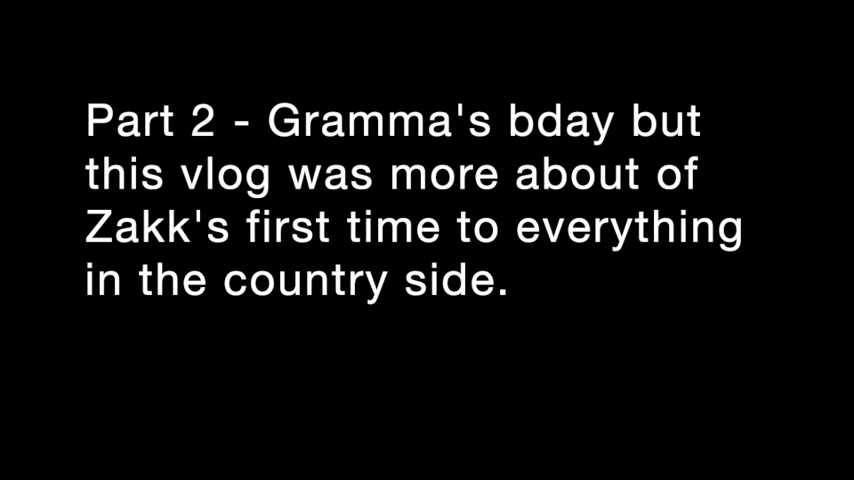 Part 2 - Gramma's bday but
this vlog was more about of
Zakk's first time to everything
in the country side.